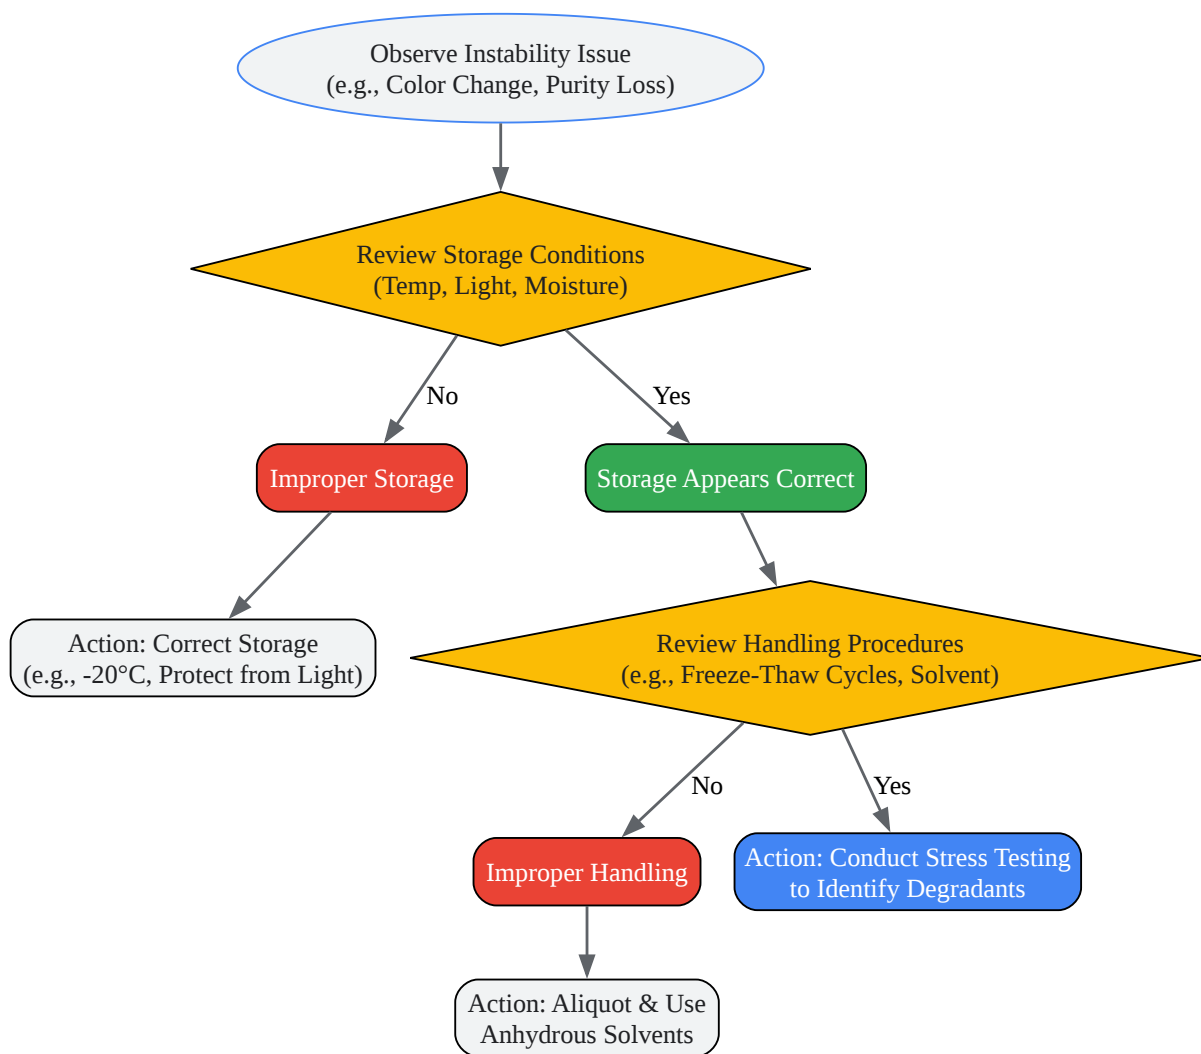 Observe Instability Issue
(e.g., Color Change, Purity Loss)
Review Storage Conditions
(Temp, Light, Moisture)
No
Yes
Improper Storage
Storage Appears Correct
Action: Correct Storage
(e.g., -20°C, Protect from Light)
Review Handling Procedures
(e.g., Freeze-Thaw Cycles, Solvent)
No
Yes
Improper Handling
Action: Conduct Stress Testing
to Identify Degradants
Action: Aliquot & Use
Anhydrous Solvents